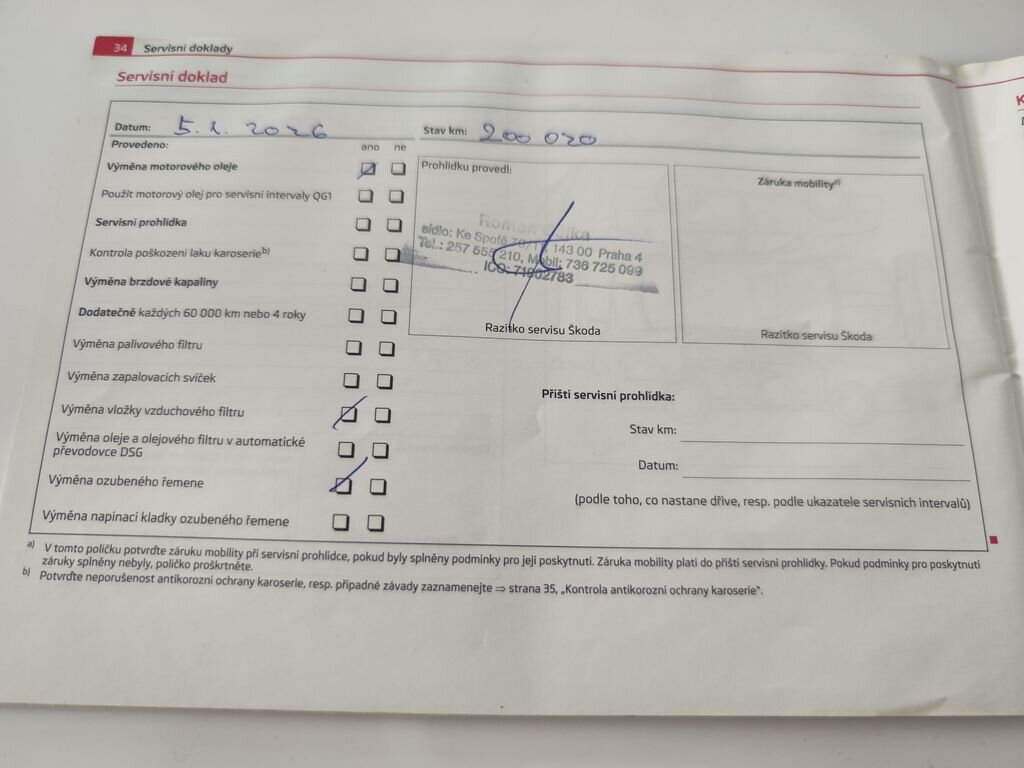 34 Servisní doklady
Servisní doklad
Datum: 5. 1. 2026 Stav km: 200 020
Provedeno: ano ne
Výměna motorového oleje
Použit motorový olej pro servisní intervaly QG1
Servisní prohlídka
Kontrola poškození laku karoserieb)
Výměna brzdové kapaliny
Dodatečně každých 60 000 km nebo 4 roky
Výměna palivového filtru
Výměna zapalovacích svíček
Výměna vložky vzduchového filtru
Výměna oleje a olejového filtru v automatické
převodovce DSG
Výměna ozubeného řemene
Výměna napínací kladky ozubeného řemene
Prohlídku provedl:
Roman
sídlo: Ke Spofě 143 00 Praha 4
Tel.: 257 555 210, Mobil: 736 725 099
IČO: 71002783
Razítko servisu Škoda
Záruka mobilitya)
Razítko servisu Škoda
Příští servisní prohlídka:
Stav km:
Datum:
(podle toho, co nastane dříve, resp. podle ukazatele servisních intervalů)
a) V tomto políčku potvrďte záruku mobility při servisní prohlídce, pokud byly splněny podmínky pro její poskytnutí. Záruka mobility platí do příští servisní prohlídky. Pokud podmínky pro poskytnutí
záruky splněny nebyly, políčko proškrtněte.
b) Potvrďte neporušenost antikorozní ochrany karoserie, resp. případné závady zaznamenejte ⇒ strana 35, „Kontrola antikorozní ochrany karoserie“.